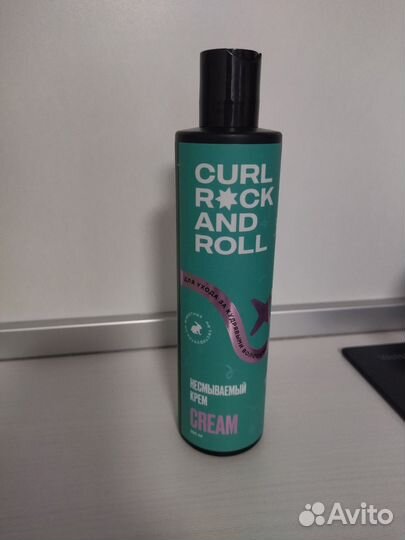 CURL
R CK
AND
ROLL
ДЛЯ УХОДА ЗА КУДРЯВЫМИ ВОЛОСАМИ
НЕСМЫВАЕМЫЙ
КРЕМ
CREAM
Avito